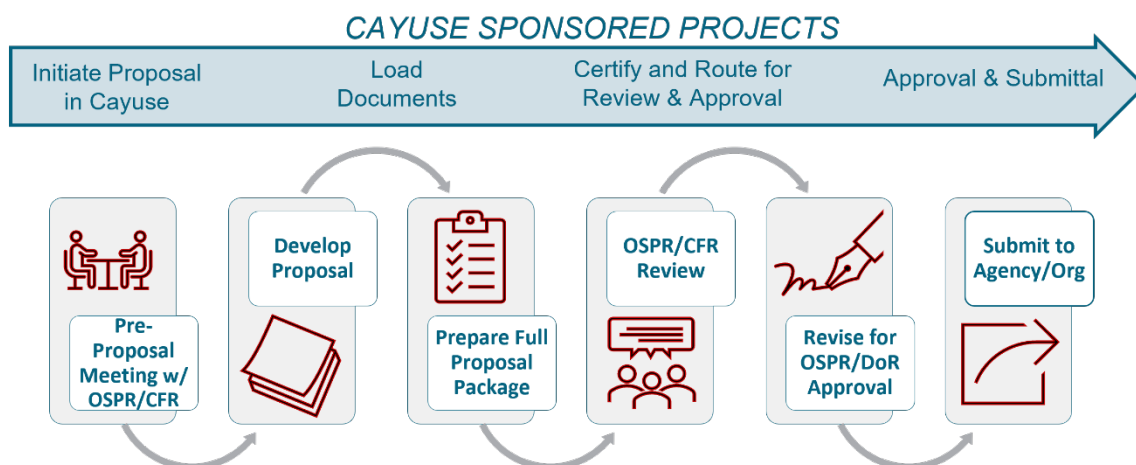 CAYUSE SPONSORED PROJECTS
Initiate Proposal
in Cayuse
Load
Documents
Certify and Route for
Review & Approval
Approval & Submittal
Pre-
Proposal
Meeting w/
OSPR/CFR
Develop
Proposal
Prepare Full
Proposal
Package
OSPR/CFR
Review
Revise for
OSPR/DoR
Approval
Submit to
Agency/Org